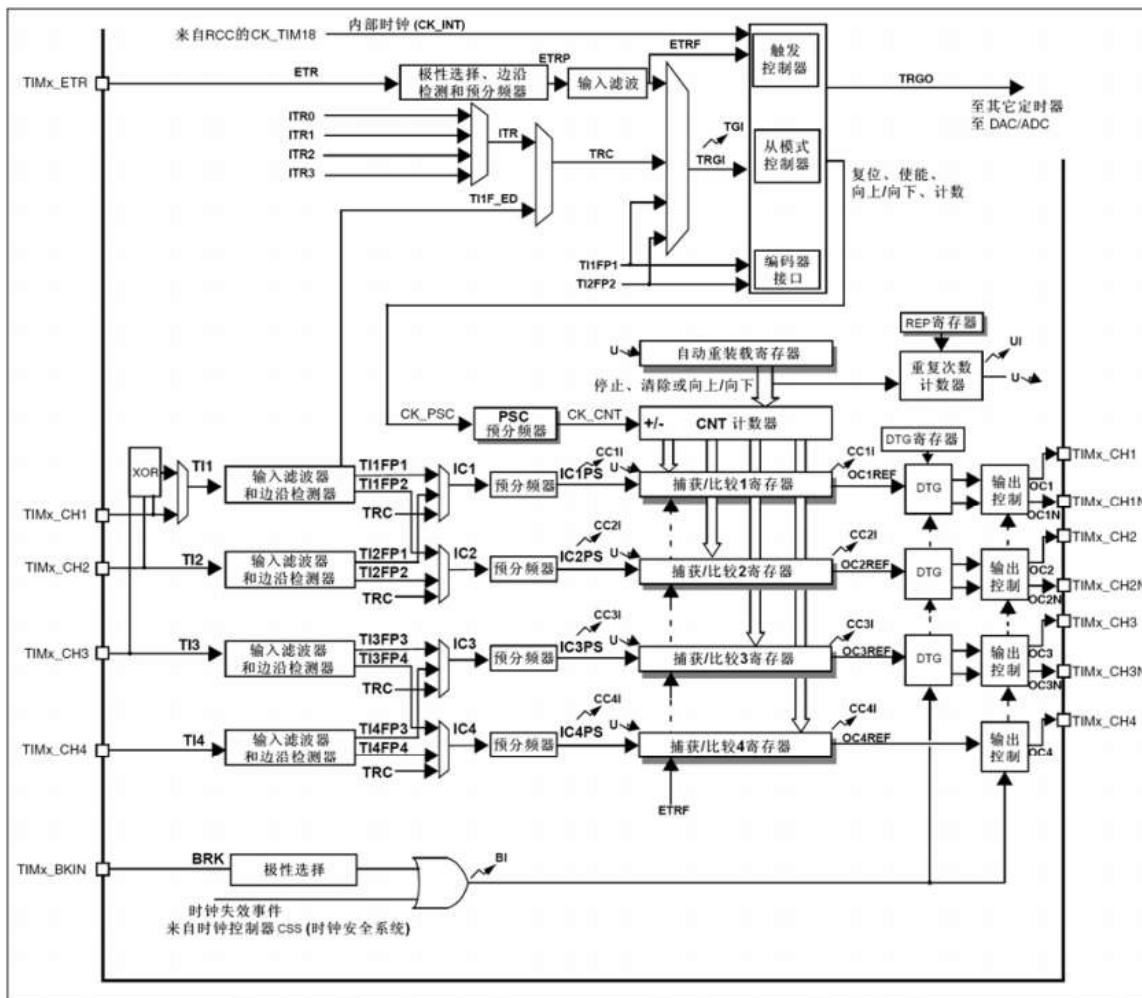 内部时钟 (CK_INT)
来自RCC的CK_TIM18
触发
控制器
TIMx_ETR
ETR
极性选择、边沿
检测和预分频器
ETRP
输入滤波
ETRF
TRGO
至其它定时器
至 DAC/ADC
ITR0
ITR1
ITR2
ITR3
ITR
TRC
TI1F_ED
TGI
TRGI
从模式
控制器
复位、使能、
向上/向下、计数
TI1FP1
TI2FP2
编码器
接口
REP寄存器
U
自动重装载寄存器
停止、清除或向上/向下
重复次数
计数器
UI
U
CK_PSC
PSC
预分频器
CK_CNT
+/-
CNT 计数器
DTG寄存器
XOR
TI1
输入滤波器
和边沿检测器
TI1FP1
TI1FP2
TRC
IC1
预分频器
IC1PS
CC1I
U
捕获/比较1寄存器
CC1I
OC1REF
DTG
输出
控制
OC1
OC1N
TIMx_CH1
TIMx_CH1N
TIMx_CH1
TIMx_CH2
TI2
输入滤波器
和边沿检测器
TI2FP1
TI2FP2
TRC
IC2
预分频器
IC2PS
CC2I
U
捕获/比较2寄存器
CC2I
OC2REF
DTG
输出
控制
OC2
OC2N
TIMx_CH2
TIMx_CH2N
TIMx_CH3
TI3
输入滤波器
和边沿检测器
TI3FP3
TI3FP4
TRC
IC3
预分频器
IC3PS
CC3I
U
捕获/比较3寄存器
CC3I
OC3REF
DTG
输出
控制
OC3
OC3N
TIMx_CH3
TIMx_CH3N
TIMx_CH4
TI4
输入滤波器
和边沿检测器
TI4FP3
TI4FP4
TRC
IC4
预分频器
IC4PS
CC4I
U
捕获/比较4寄存器
CC4I
OC4REF
输出
控制
OC4
TIMx_CH4
ETRF
TIMx_BKIN
BRK
极性选择
BI
时钟失效事件
来自时钟控制器CSS (时钟安全系统)